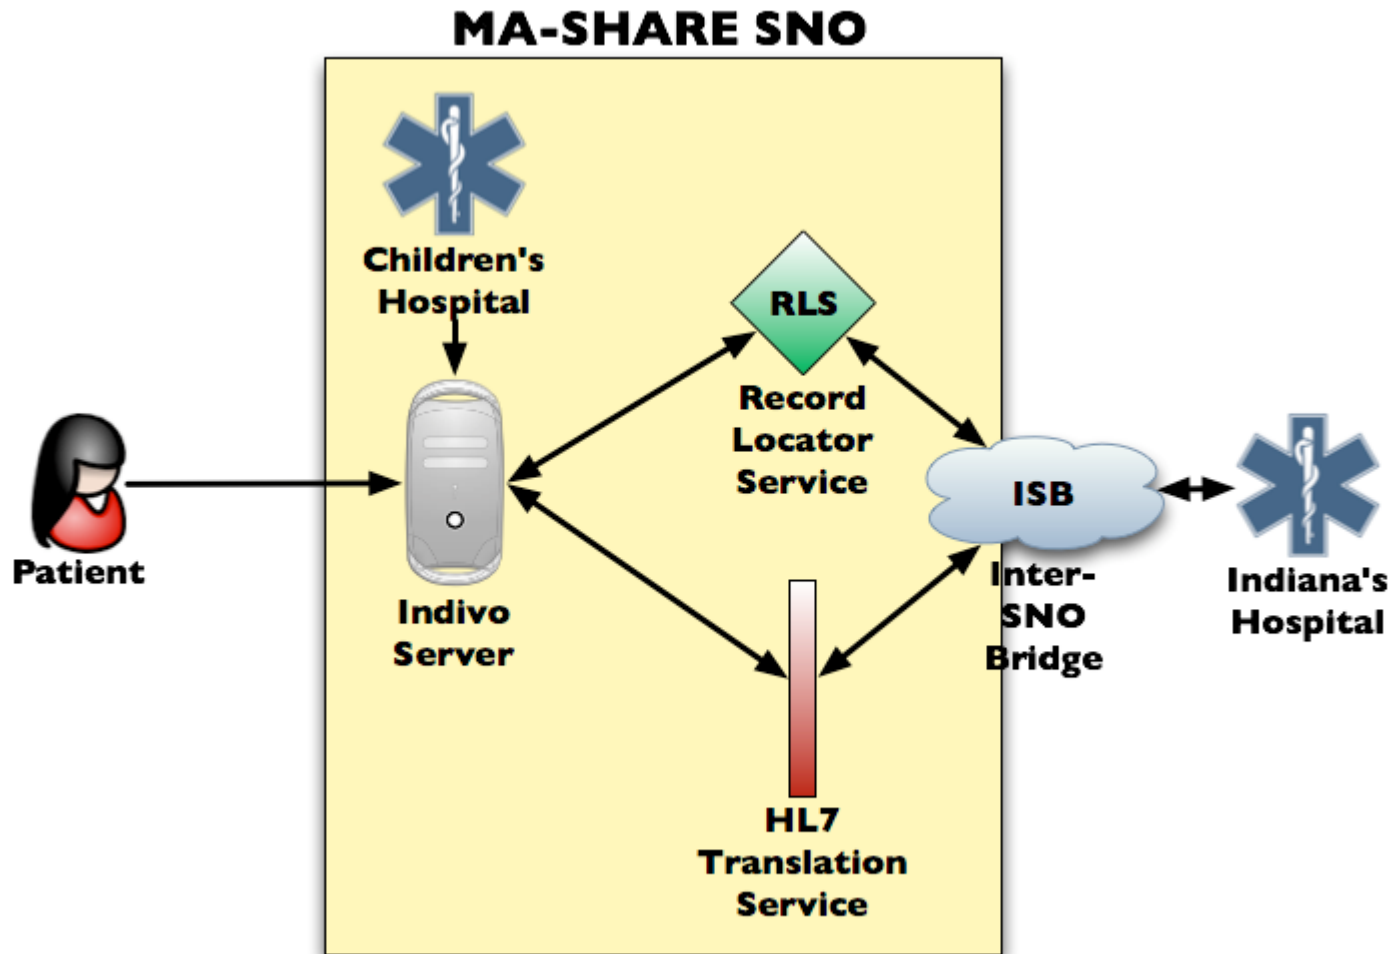 MA-SHARE SNO
Children's
Hospital
RLS
Record
Locator
Service
Patient
Indivo
Server
ISB
Inter-
SNO
Bridge
Indiana's
Hospital
HL7
Translation
Service